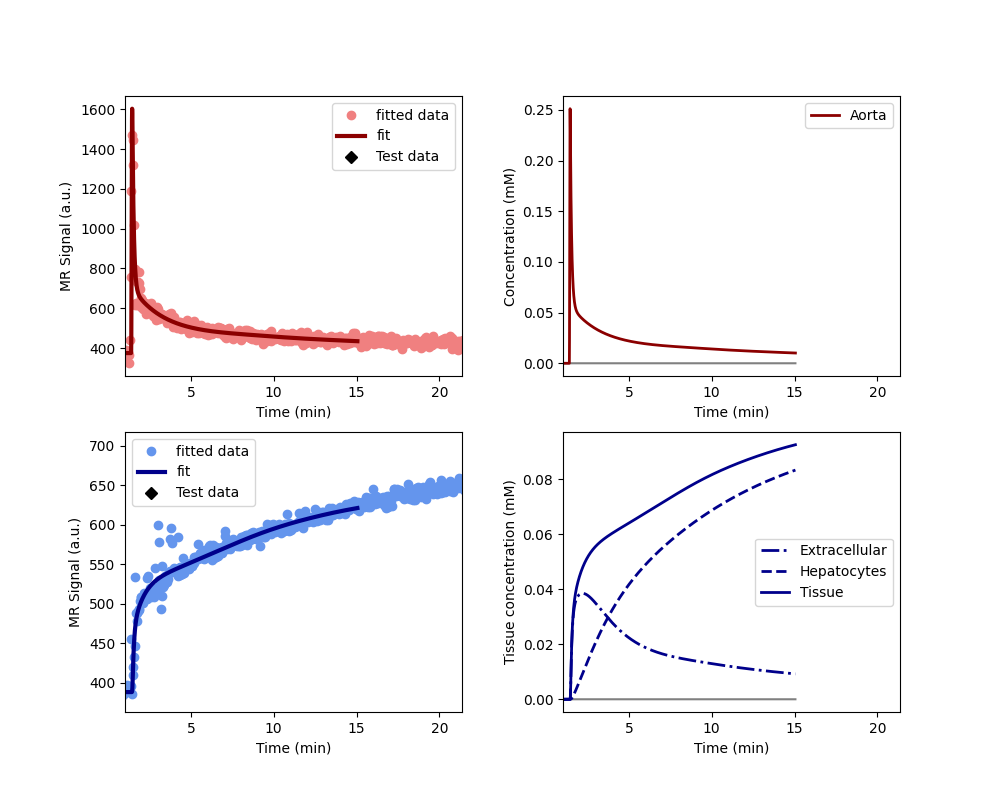 MR Signal (a.u.)
1600
1400
1200
1000
800
600
400
5
10
15
20
Time (min)
fitted data
fit
Test data
Concentration (mM)
0.25
0.20
0.15
0.10
0.05
0.00
5
10
15
20
Time (min)
Aorta
MR Signal (a.u.)
700
650
600
550
500
450
400
5
10
15
20
Time (min)
fitted data
fit
Test data
Tissue concentration (mM)
0.08
0.06
0.04
0.02
0.00
5
10
15
20
Time (min)
Extracellular
Hepatocytes
Tissue